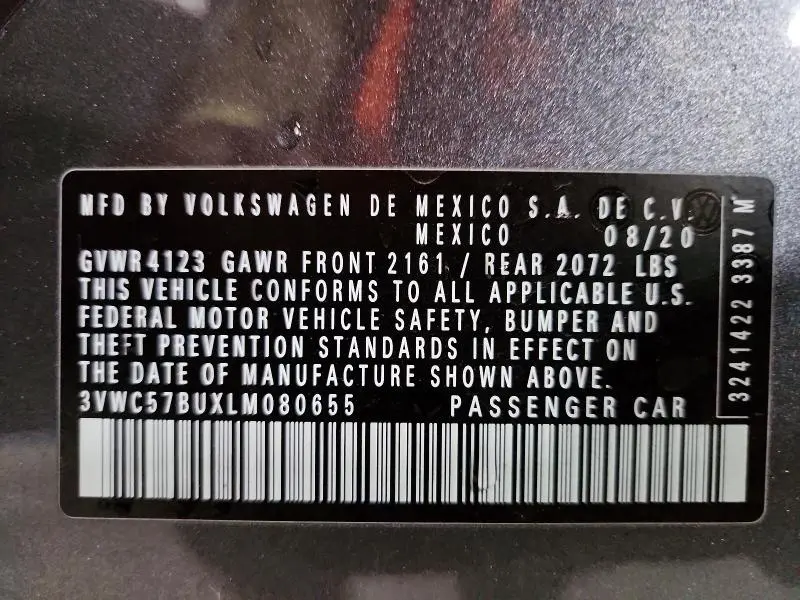 MFD BY VOLKSWAGEN DE MEXICO S.A. DE C.V.
MEXICO 08/20
GVWR 4123 GAWR FRONT 2161 / REAR 2072 LBS
THIS VEHICLE CONFORMS TO ALL APPLICABLE U.S.
FEDERAL MOTOR VEHICLE SAFETY, BUMPER AND
THEFT PREVENTION STANDARDS IN EFFECT ON
THE DATE OF MANUFACTURE SHOWN ABOVE.
3VWC57BUXLM080655 PASSENGER CAR
3241422 3387 M